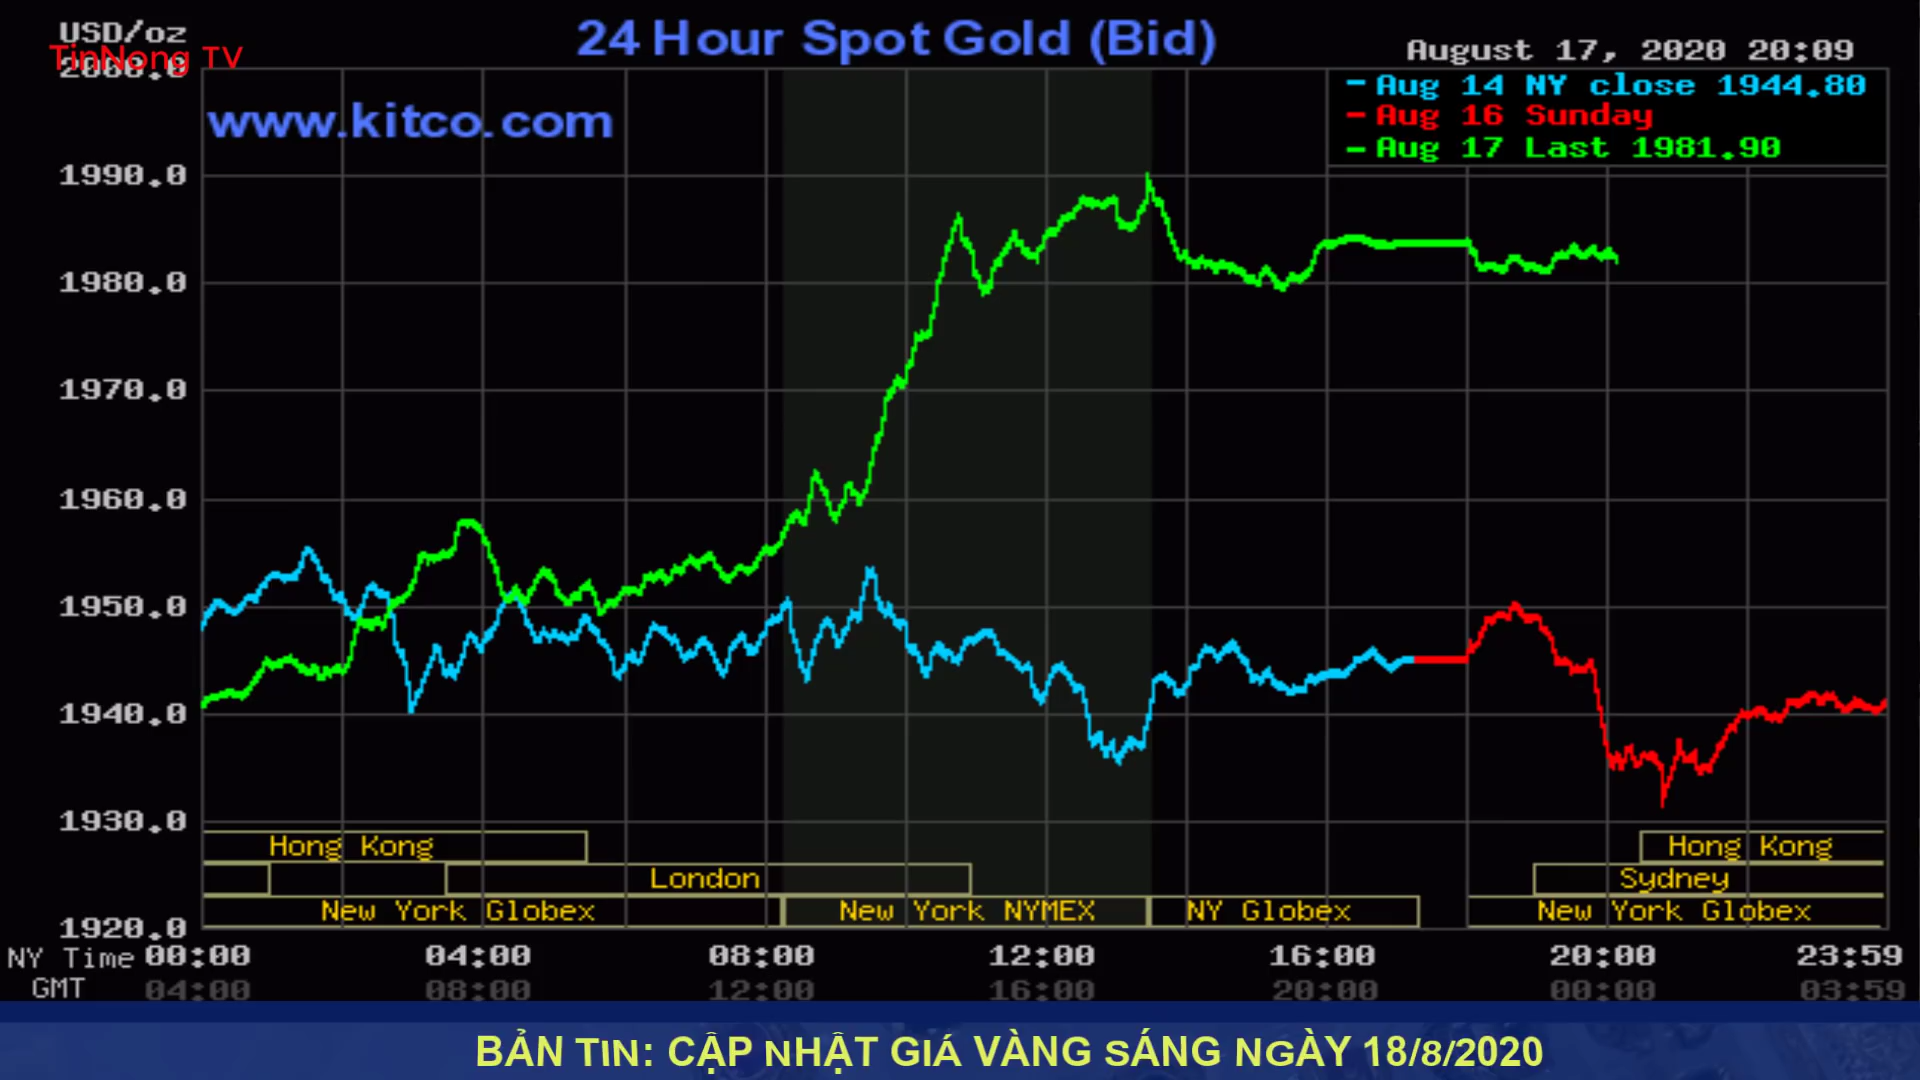 USD/oz
24 Hour Spot Gold (Bid)
TinNong TV
August 17, 2020 20:09
2000.0
Aug 14 NY close 1944.80
www.kitco.com
Aug 16 Sunday
Aug 17 Last 1981.90
1990.0
1980.0
1970.0
1960.0
1950.0
1940.0
1930.0
Hong Kong Hong Kong
London Sydney
New York Globex New York NYMEX NY Globex New York Globex
1920.0
NY Time 00:00 04:00 08:00 12:00 16:00 20:00 23:59
GMT 04:00 08:00 12:00 16:00 20:00 00:00 03:59
BẢN TIN: CẬP NHẬT GIÁ VÀNG SÁNG NGÀY 18/8/2020